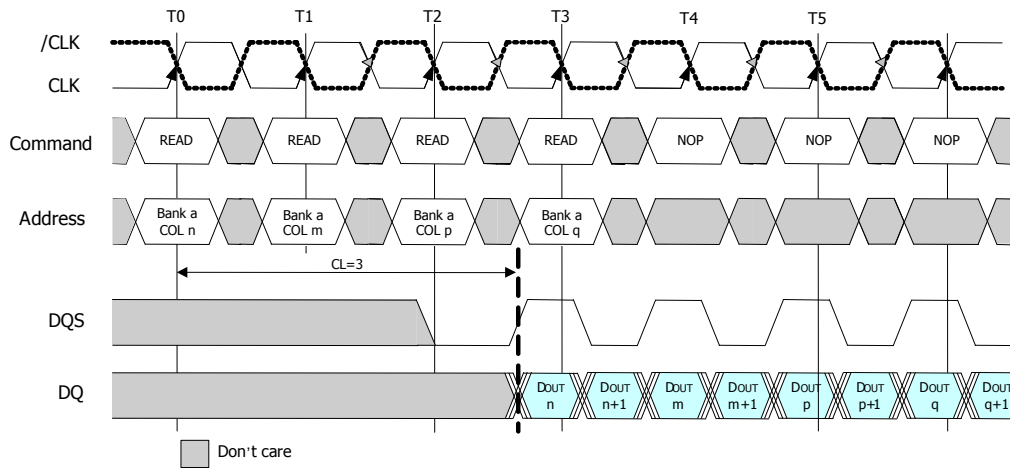 T0 T1 T2 T3 T4 T5
/CLK
CLK
Command READ READ READ READ NOP NOP NOP
Address Bank a Bank a Bank a Bank a
COL n COL m COL p COL q
CL=3
DQS
DQ DOUT DOUT DOUT DOUT DOUT DOUT DOUT DOUT
n n+1 m m+1 p p+1 q q+1
Don't care